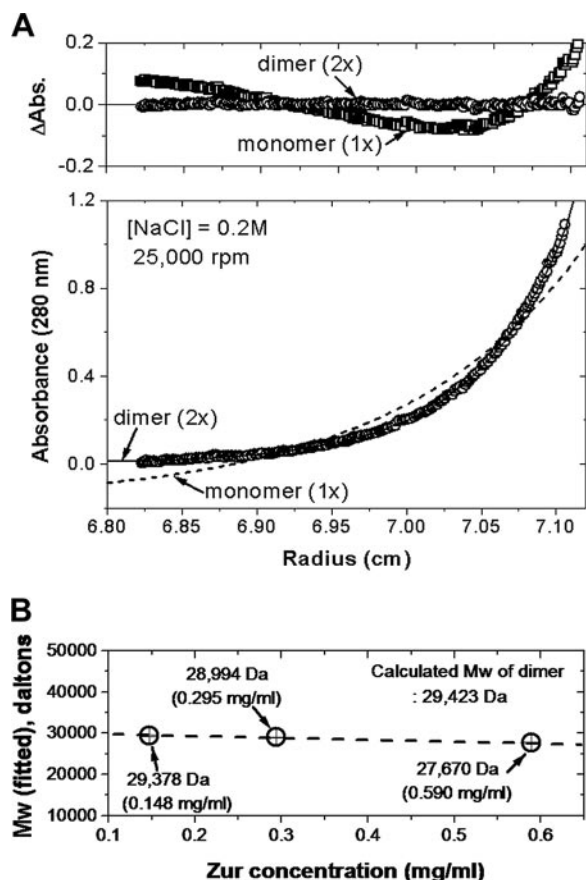 A
ΔAbs.
0.2
0.0
-0.2
dimer (2x)
monomer (1x)
Absorbance (280 nm)
1.2
0.8
0.4
0.0
[NaCl] = 0.2M
25,000 rpm
dimer (2x)
monomer (1x)
6.80 6.85 6.90 6.95 7.00 7.05 7.10
Radius (cm)
B
Mw (fitted), daltons
50000
40000
30000
20000
10000
28,994 Da
(0.295 mg/ml)
Calculated Mw of dimer
: 29,423 Da
29,378 Da
(0.148 mg/ml)
27,670 Da
(0.590 mg/ml)
0.1 0.2 0.3 0.4 0.5 0.6
Zur concentration (mg/ml)